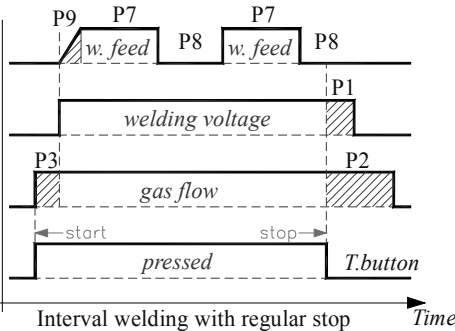 P9 P7 P7
w. feed P8 w. feed P8
P1
welding voltage
P3 P2
gas flow
start stop
pressed T.button
Interval welding with regular stop Time